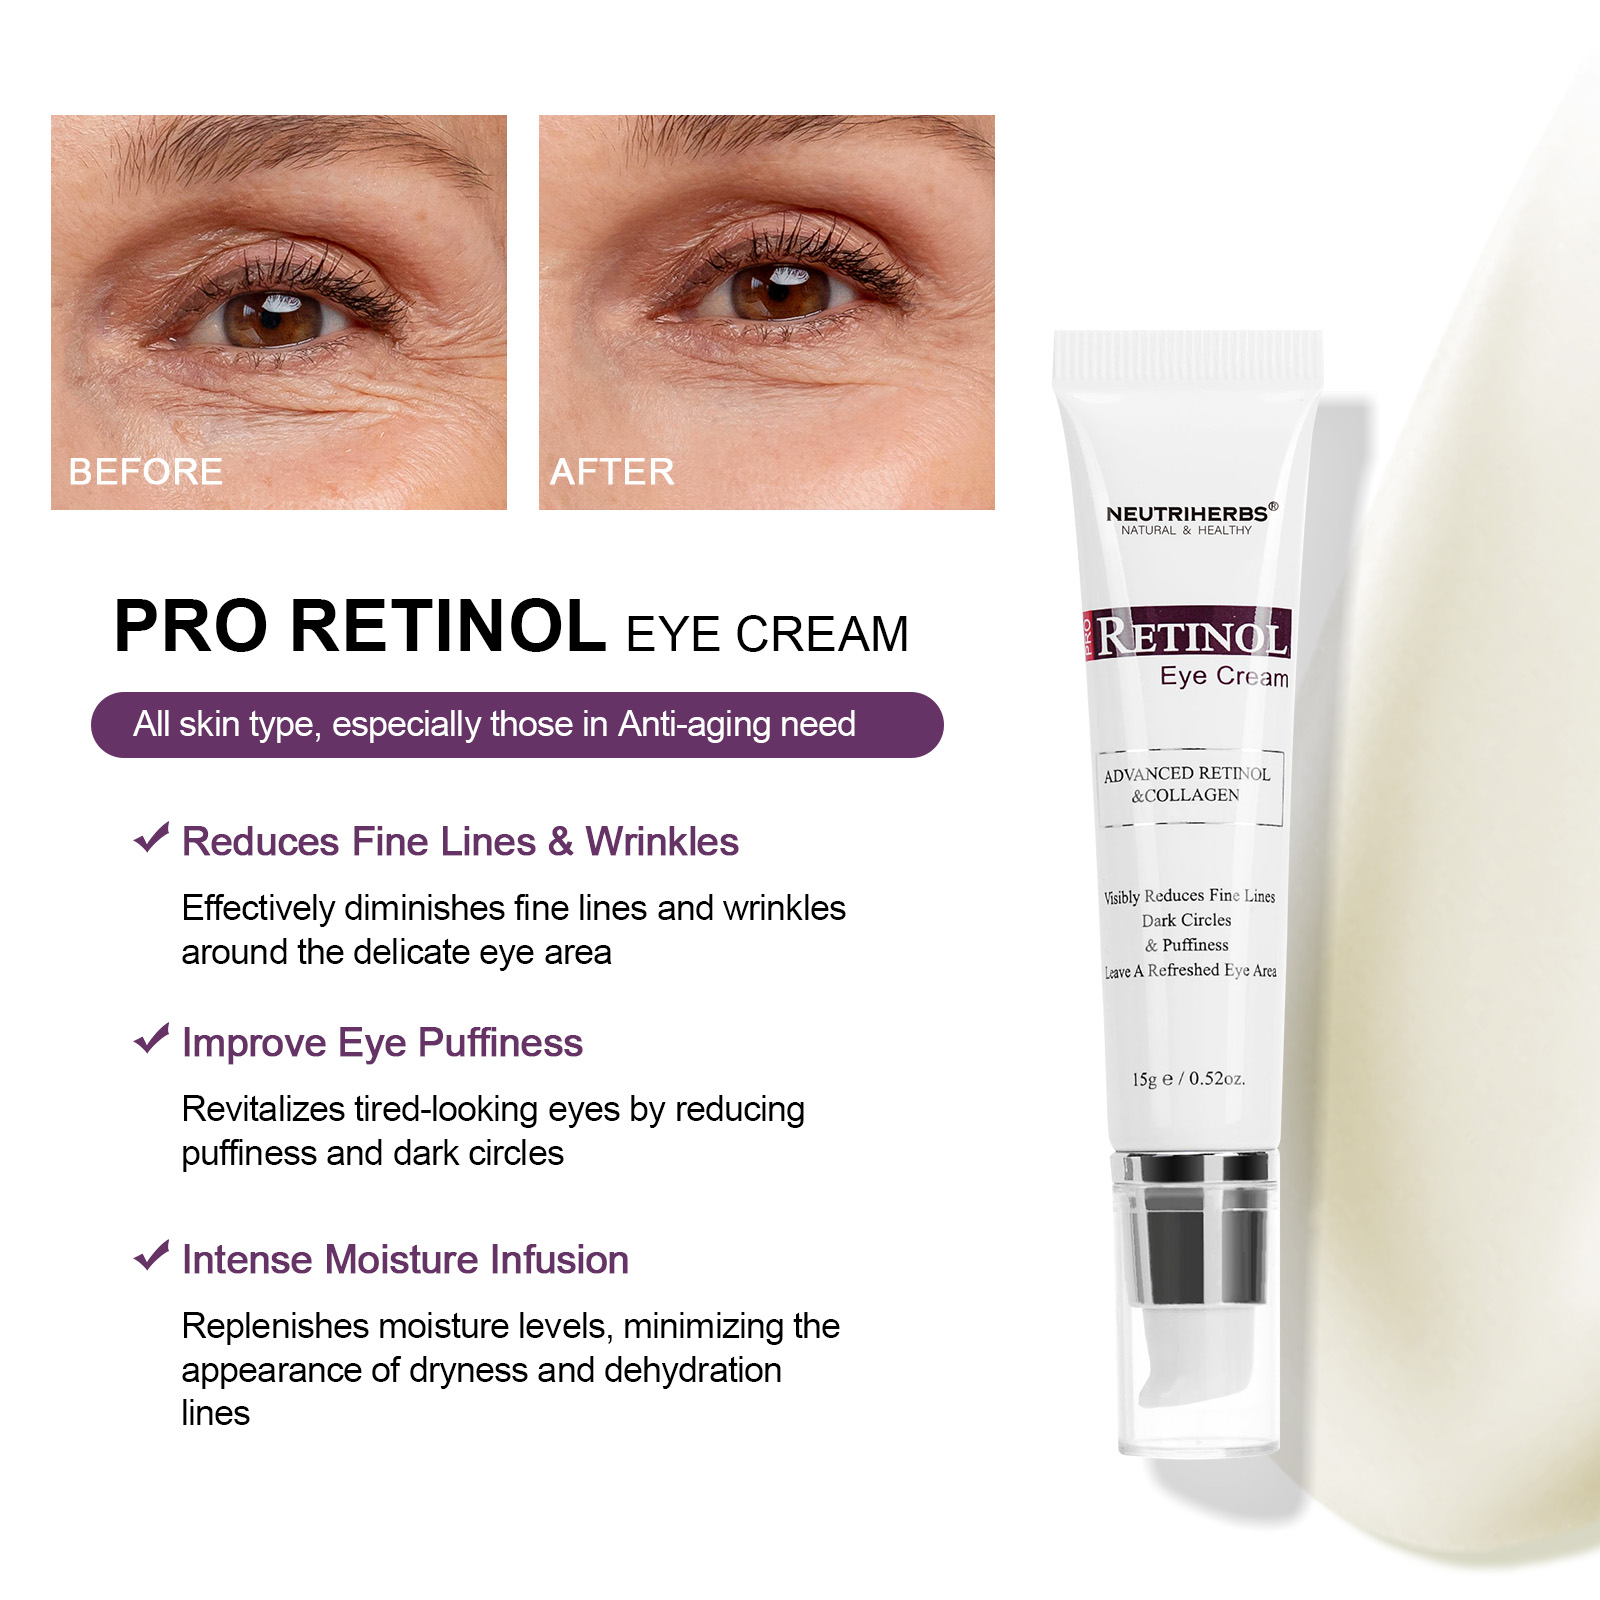 BEFORE
AFTER
PRO RETINOL EYE CREAM
All skin type, especially those in Anti-aging need
Reduces Fine Lines & Wrinkles
Effectively diminishes fine lines and wrinkles
around the delicate eye area
Improve Eye Puffiness
Revitalizes tired-looking eyes by reducing
puffiness and dark circles
Intense Moisture Infusion
Replenishes moisture levels, minimizing the
appearance of dryness and dehydration
lines
NEUTRIHERBS®
NATURAL & HEALTHY
PRO RETINOL
Eye Cream
ADVANCED RETINOL
&COLLAGEN
Visibly Reduces Fine Lines
Dark Circles
& Puffiness
Leave A Refreshed Eye Area
15g ℮ / 0.52oz.